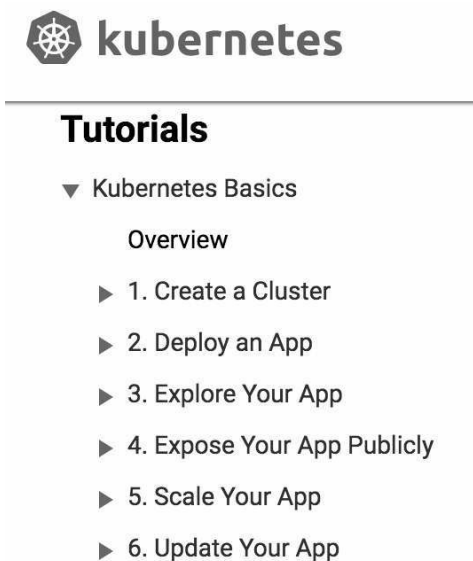 kubernetes
Tutorials
Kubernetes Basics
Overview
1. Create a Cluster
2. Deploy an App
3. Explore Your App
4. Expose Your App Publicly
5. Scale Your App
6. Update Your App